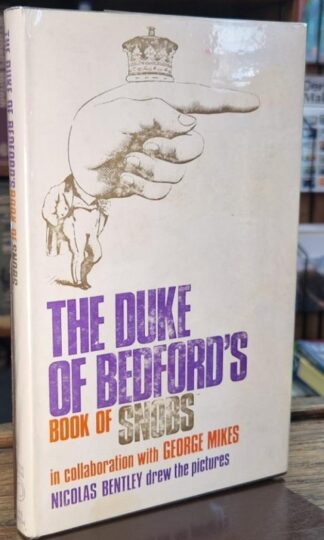 THE DUKE OF BEDFORD'S BOOK OF SNOBS
THE DUKE
OF BEDFORD'S
BOOK OF SNOBS
in collaboration with GEORGE MIKES
NICOLAS BENTLEY drew the pictures